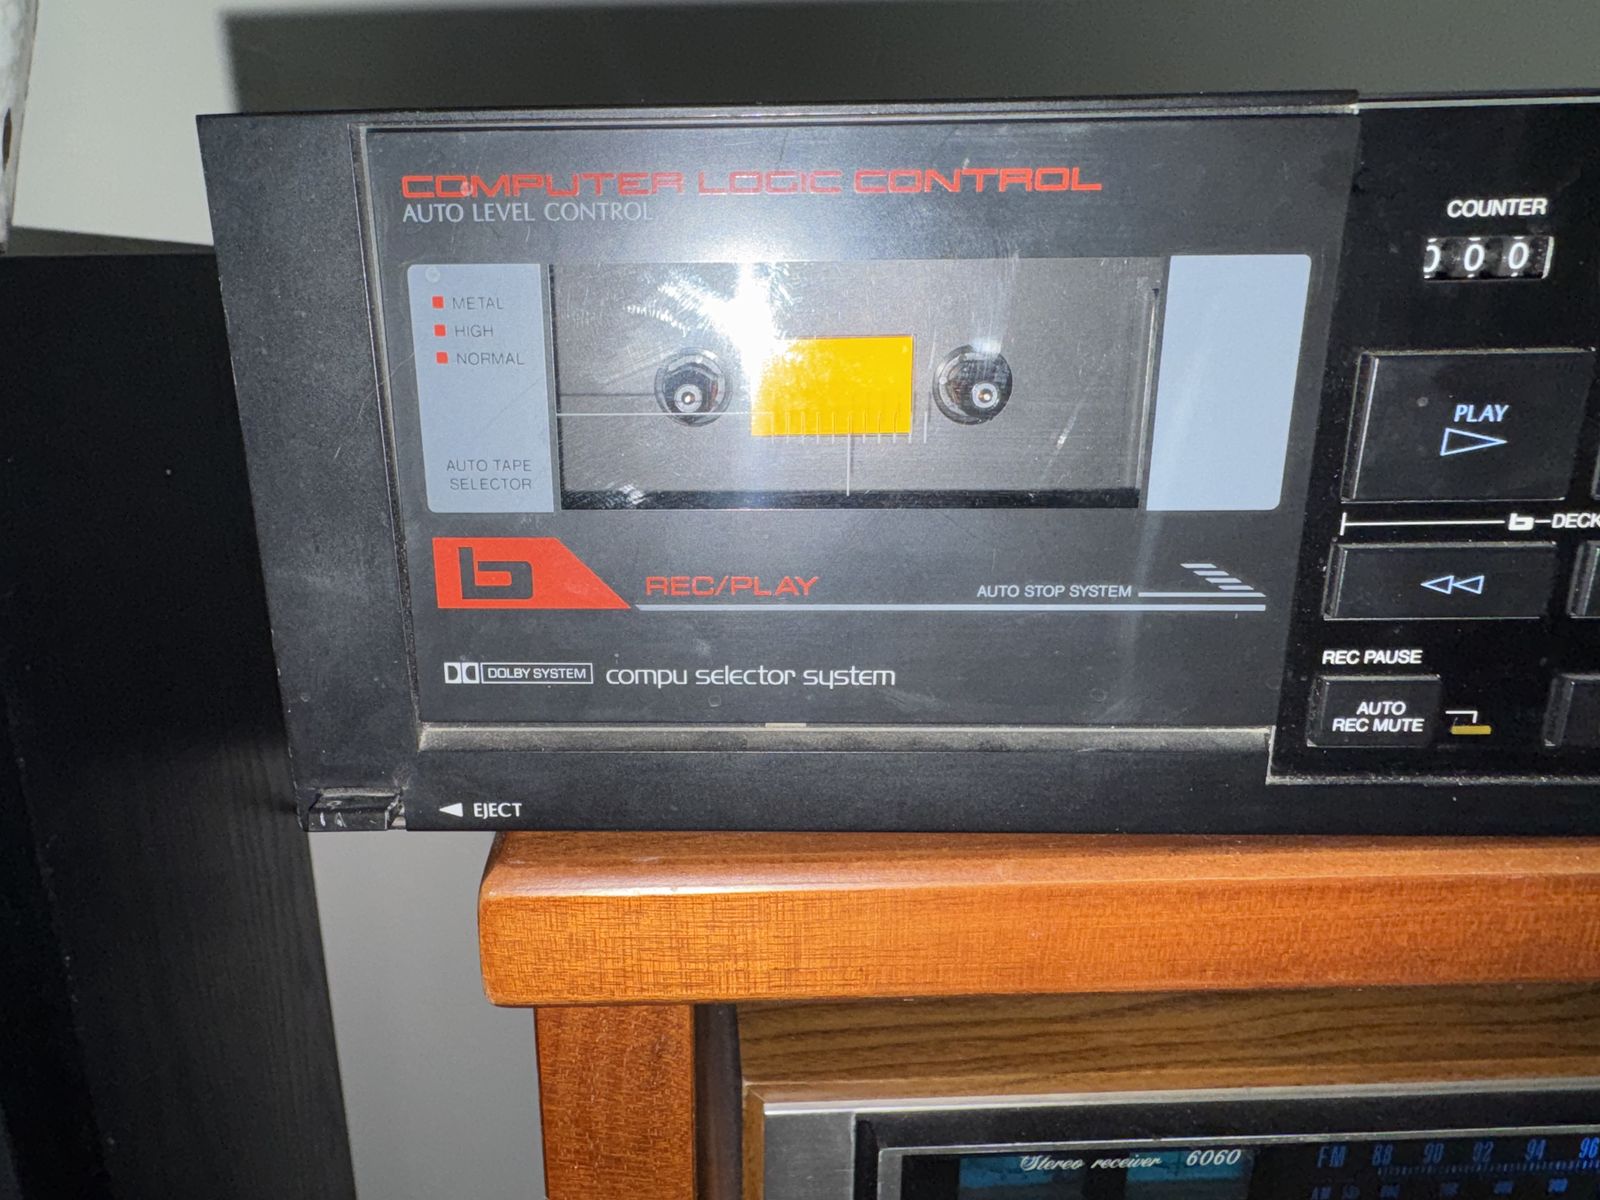 COMPUTER LOGIC CONTROL
AUTO LEVEL CONTROL
METAL
HIGH
NORMAL
AUTO TAPE
SELECTOR
b REC/PLAY
AUTO STOP SYSTEM
DOLBY SYSTEM compu selector system
EJECT
COUNTER
000
PLAY
b-DECK
REC PAUSE
AUTO
REC MUTE
Stereo receiver 6060
FM 88 90 92 94 96